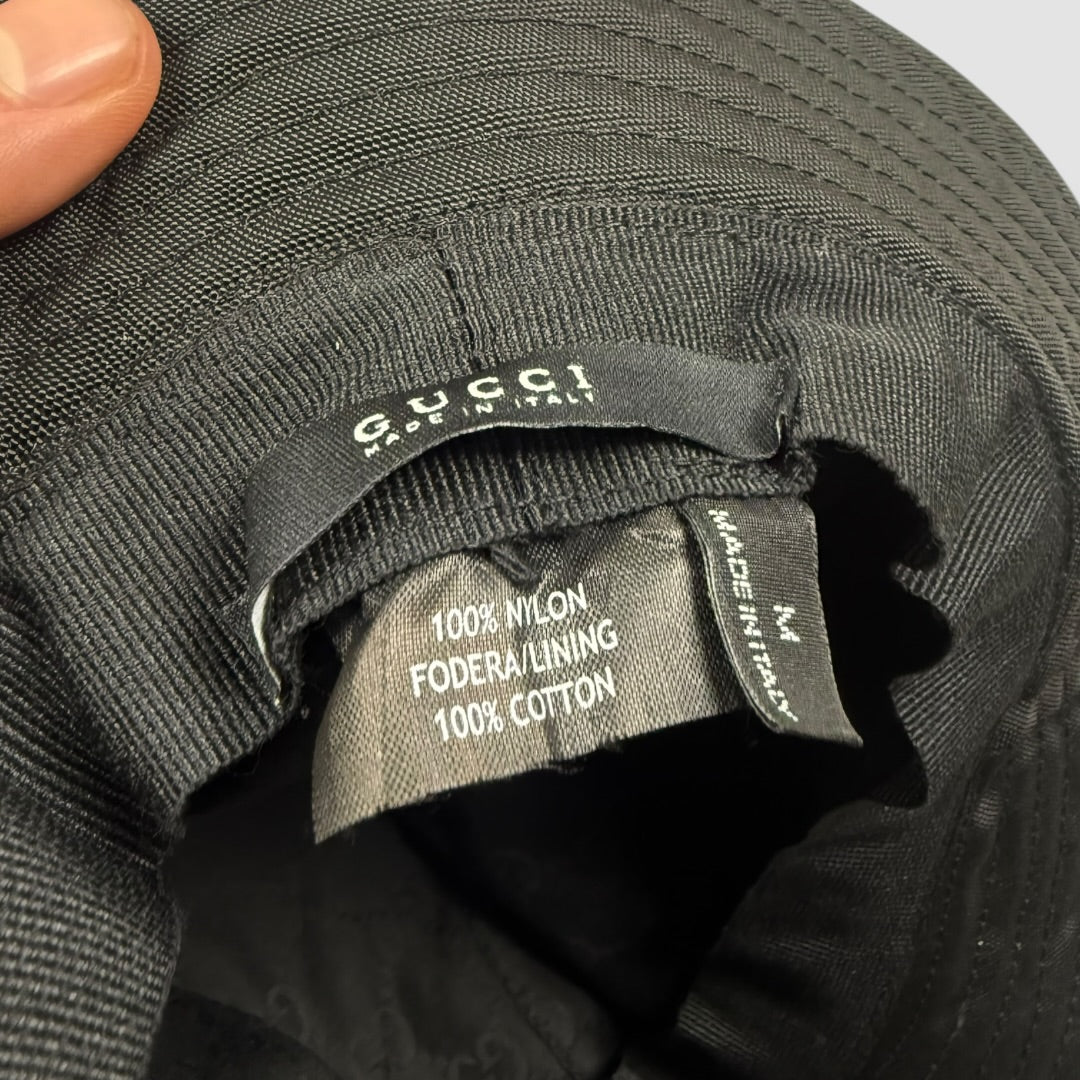 GUCCI
MADE IN ITALY
100% NYLON
FODERA/LINING
100% COTTON
M
MADE IN ITALY